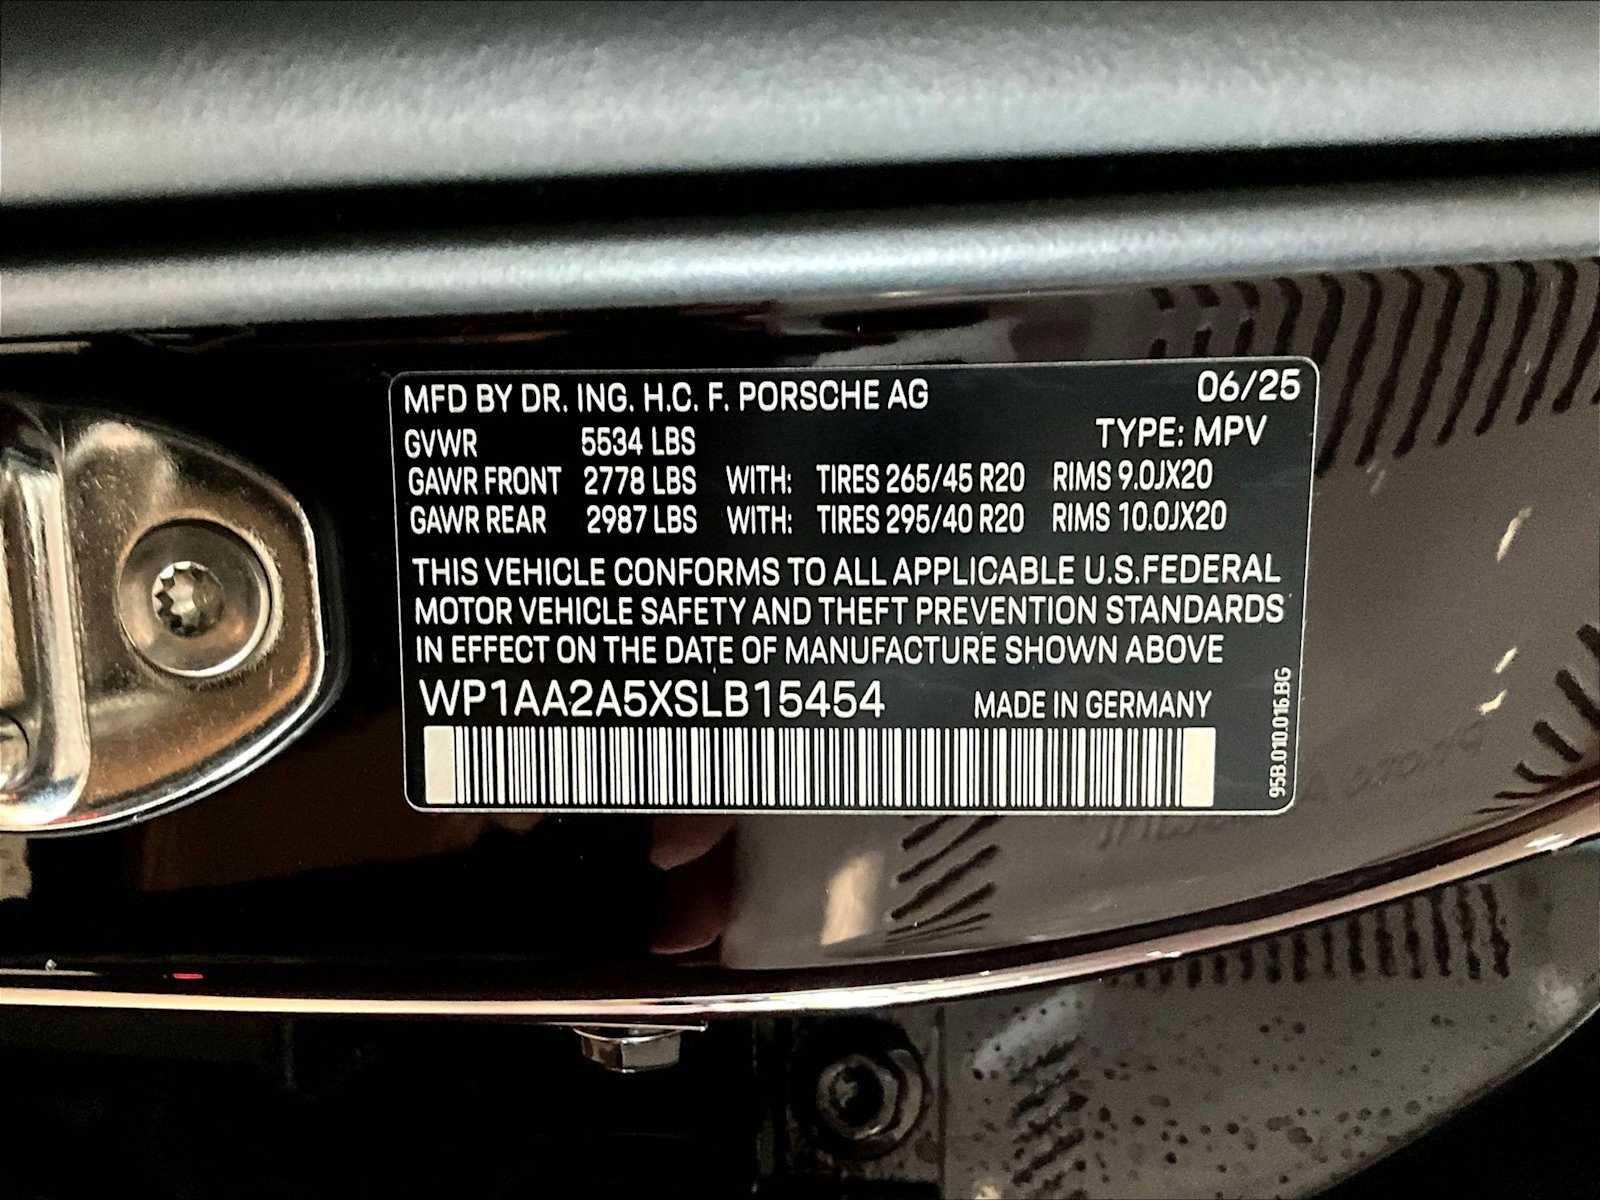 MFD BY DR. ING. H.C. F. PORSCHE AG 06/25
GVWR 5534 LBS TYPE: MPV
GAWR FRONT 2778 LBS WITH: TIRES 265/45 R20 RIMS 9.0JX20
GAWR REAR 2987 LBS WITH: TIRES 295/40 R20 RIMS 10.0JX20
THIS VEHICLE CONFORMS TO ALL APPLICABLE U.S.FEDERAL
MOTOR VEHICLE SAFETY AND THEFT PREVENTION STANDARDS
IN EFFECT ON THE DATE OF MANUFACTURE SHOWN ABOVE
WP1AA2A5XSLB15454 MADE IN GERMANY
95B.010.016.BG